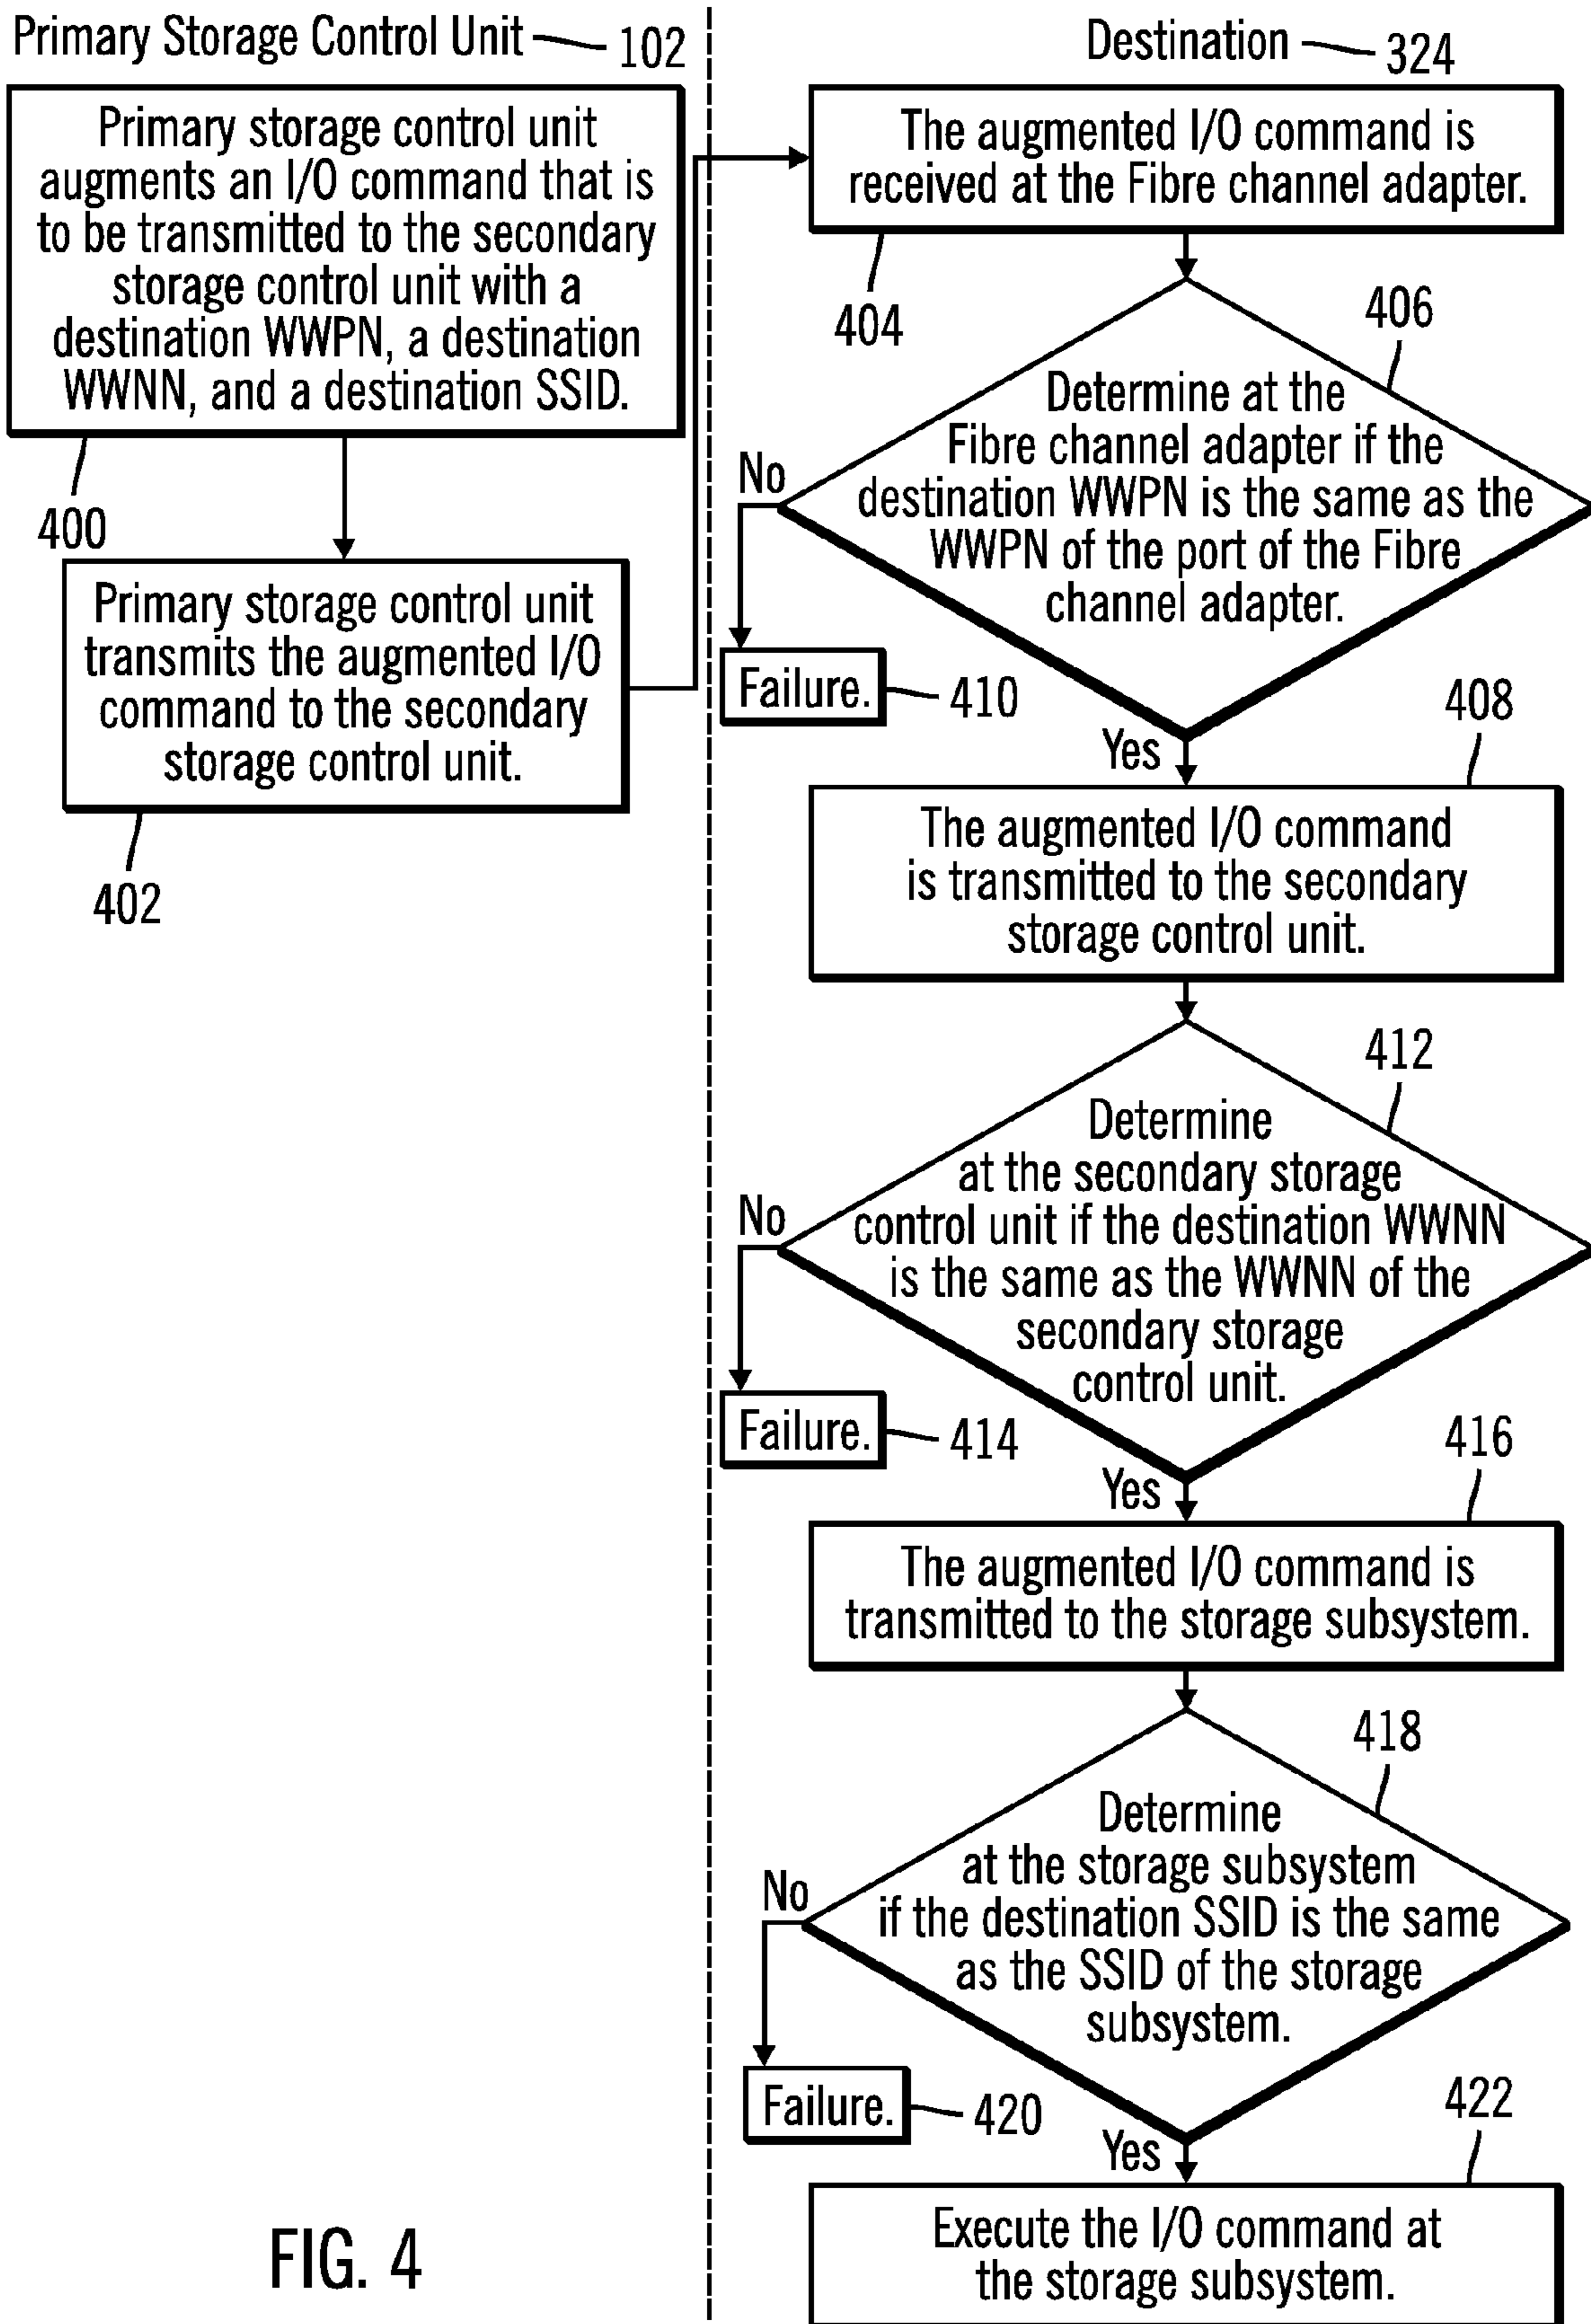 Primary Storage Control Unit 102
Primary storage control unit
augments an I/O command that is
to be transmitted to the secondary
storage control unit with a
destination WWPN, a destination
WWNN, and a destination SSID.
400
Primary storage control unit
transmits the augmented I/O
command to the secondary
storage control unit.
402
Destination 324
The augmented I/O command is
received at the Fibre channel adapter.
404
406
Determine at the
Fibre channel adapter if the
destination WWPN is the same as the
WWPN of the port of the Fibre
channel adapter.
No
Failure. 410
Yes
408
The augmented I/O command
is transmitted to the secondary
storage control unit.
412
Determine
at the secondary storage
control unit if the destination WWNN
is the same as the WWNN of the
secondary storage
control unit.
No
Failure. 414
Yes
416
The augmented I/O command is
transmitted to the storage subsystem.
418
Determine
at the storage subsystem
if the destination SSID is the same
as the SSID of the storage
subsystem.
No
Failure. 420
Yes
422
Execute the I/O command at
the storage subsystem.
FIG. 4